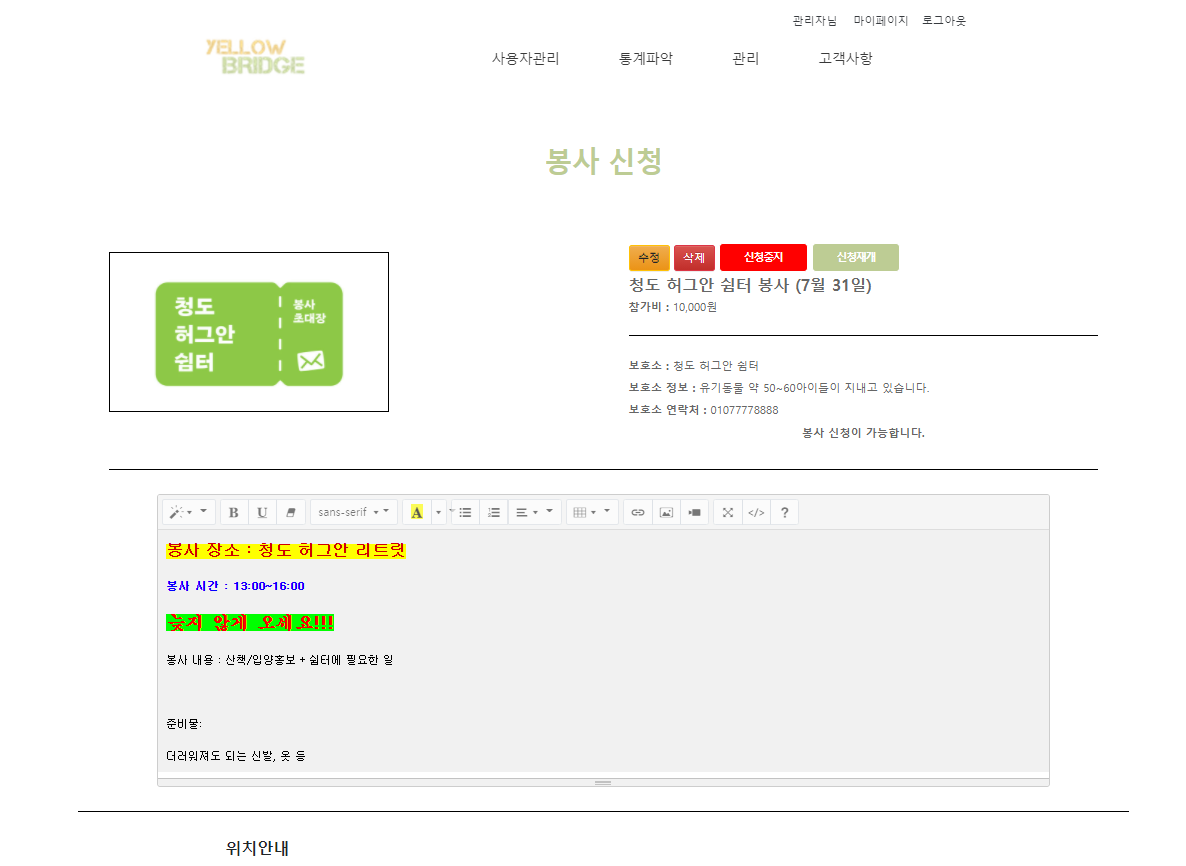 관리자님 마이페이지 로그아웃
YELLOW
BRIDGE
사용자관리 통계파악 관리 고객사항
봉사 신청
수정 삭제 신청중지 신청재개
청도 허그안 쉼터 봉사 (7월 31일)
참가비 : 10,000원
청도
허그안
쉼터
봉사
초대장
보호소 : 청도 허그안 쉼터
보호소 정보 : 유기동물 약 50~60아이들이 지내고 있습니다.
보호소 연락처 : 01077778888
봉사 신청이 가능합니다.
B U sans-serif A </> ?
봉사 장소 : 청도 허그안 리트릿
봉사 시간 : 13:00~16:00
늦지 않게 오세요!!!
봉사 내용 : 산책/입양홍보 + 쉼터에 필요한 일
준비물:
더러워져도 되는 신발, 옷 등
위치안내